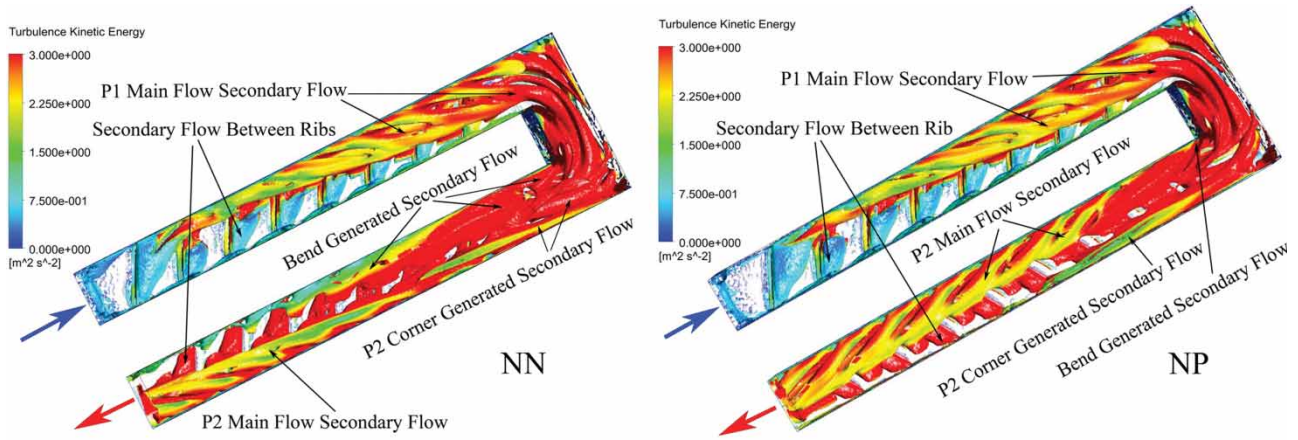 Turbulence Kinetic Energy
3.000e+000
2.250e+000
1.500e+000
7.500e-001
0.000e+000
[m^2 s^-2]
P1 Main Flow Secondary Flow
Secondary Flow Between Ribs
Bend Generated Secondary Flow
P2 Corner Generated Secondary Flow
NN
P2 Main Flow Secondary Flow
Turbulence Kinetic Energy
3.000e+000
2.250e+000
1.500e+000
7.500e-001
0.000e+000
[m^2 s^-2]
P1 Main Flow Secondary Flow
Secondary Flow Between Rib
P2 Main Flow Secondary Flow
P2 Corner Generated Secondary Flow
Bend Generated Secondary Flow
NP